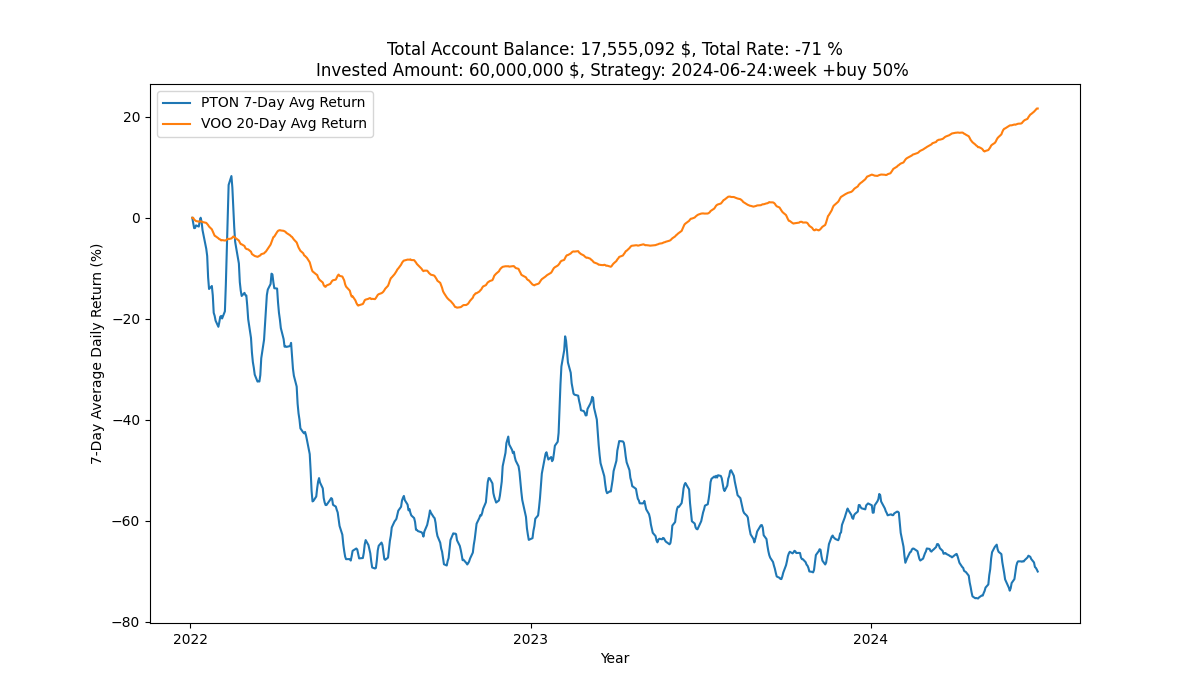 Total Account Balance: 17,555,092 $, Total Rate: -71 %
Invested Amount: 60,000,000 $, Strategy: 2024-06-24:week +buy 50%
PTON 7-Day Avg Return
VOO 20-Day Avg Return
7-Day Average Daily Return (%)
20
0
−20
−40
−60
−80
2022
2023
2024
Year